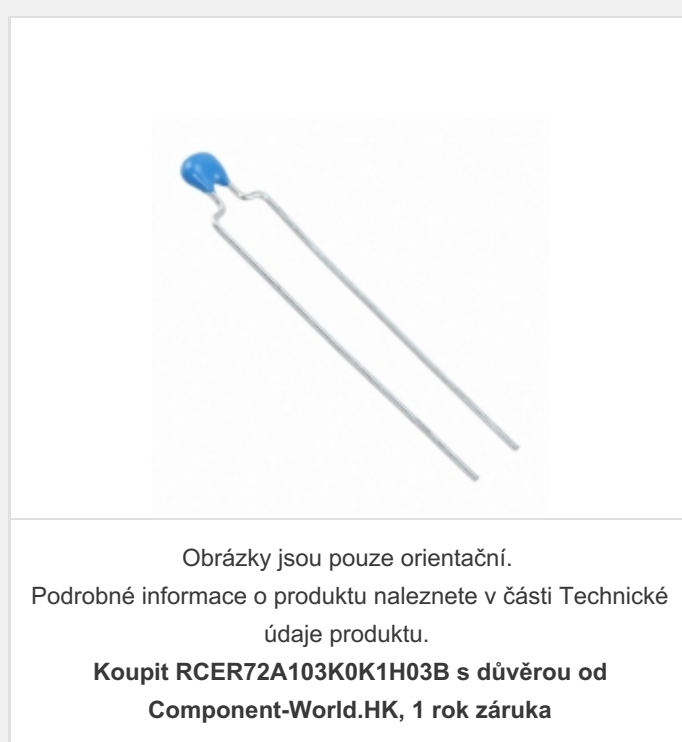 Obrázky jsou pouze orientační.
Podrobné informace o produktu naleznete v části Technické
údaje produktu.
Koupit RCER72A103K0K1H03B s důvěrou od
Component-World.HK, 1 rok záruka